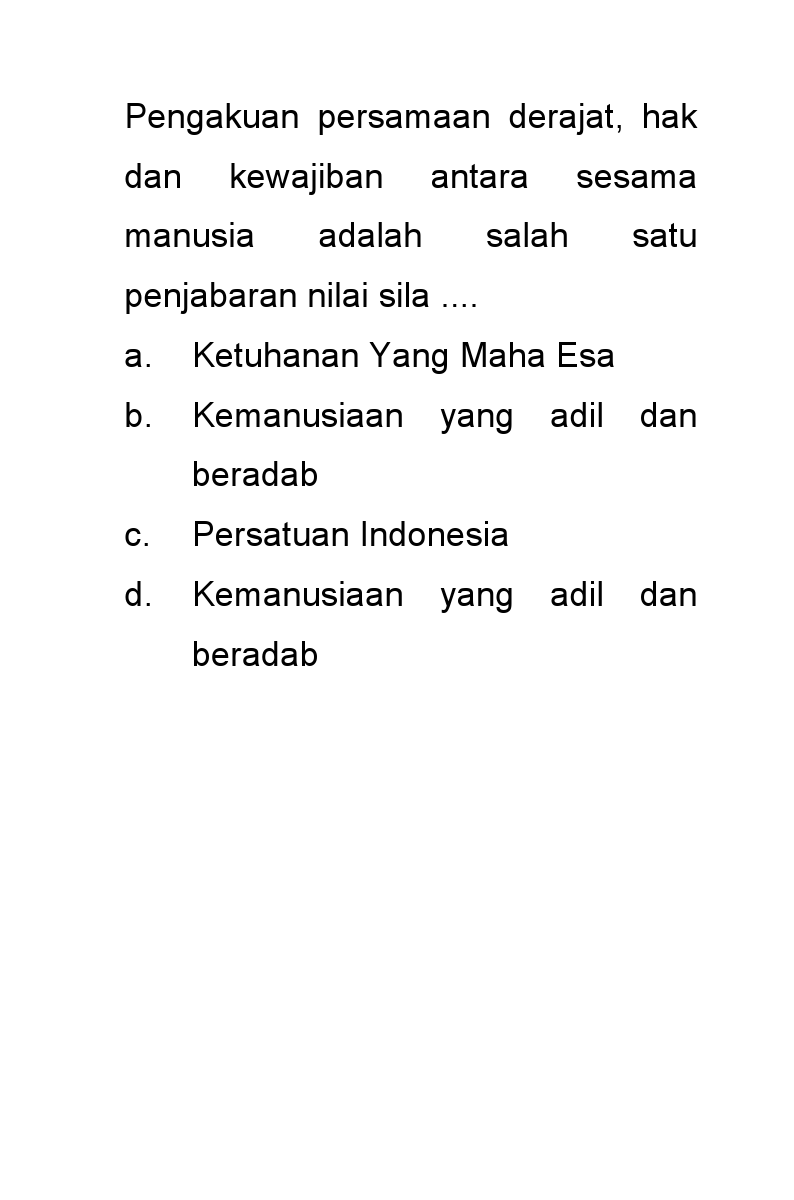 Pengakuan persamaan derajat, hak
dan kewajiban antara sesama
manusia adalah salah satu
penjabaran nilai sila ....
a. Ketuhanan Yang Maha Esa
b. Kemanusiaan yang adil dan
beradab
c. Persatuan Indonesia
d. Kemanusiaan yang adil dan
beradab